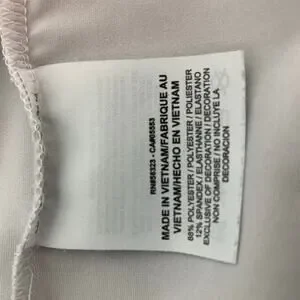 RN#56323 - CA#05553
MADE IN VIETNAM/FABRIQUE AU
VIETNAM/HECHO EN VIETNAM
88% POLYESTER / POLYESTER / POLIESTER
12% SPANDEX / ELASTHANNE / ELASTANO
EXCLUSIVE OF DECORATION / DECORATION
NON COMPRISE / NO INCLUYE LA
DECORACION